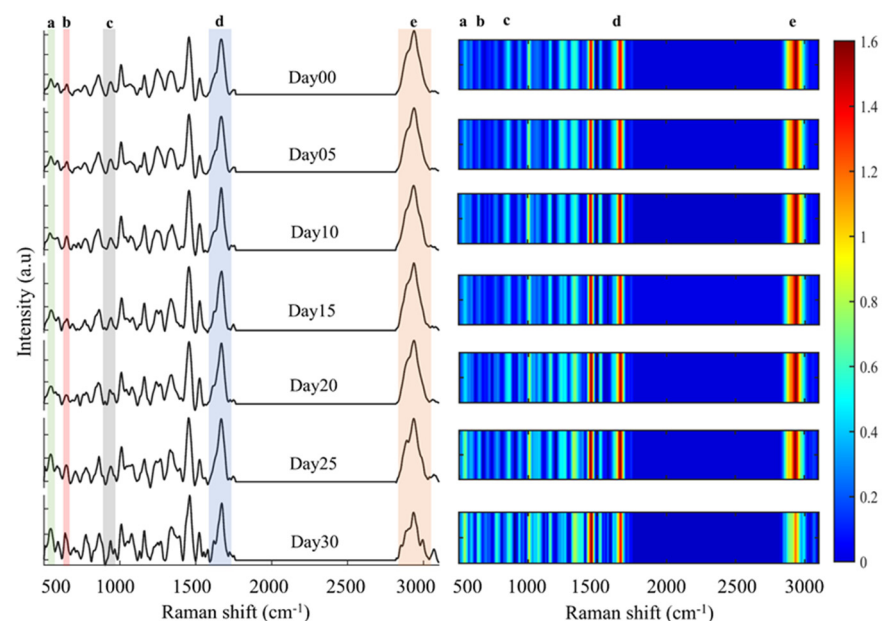 a b c d e
a b c d e
Intensity (a.u)
Day00
Day05
Day10
Day15
Day20
Day25
Day30
500 1000 1500 2000 2500 3000
Raman shift (cm⁻¹)
500 1000 1500 2000 2500 3000
Raman shift (cm⁻¹)
1.6
1.4
1.2
1
0.8
0.6
0.4
0.2
0